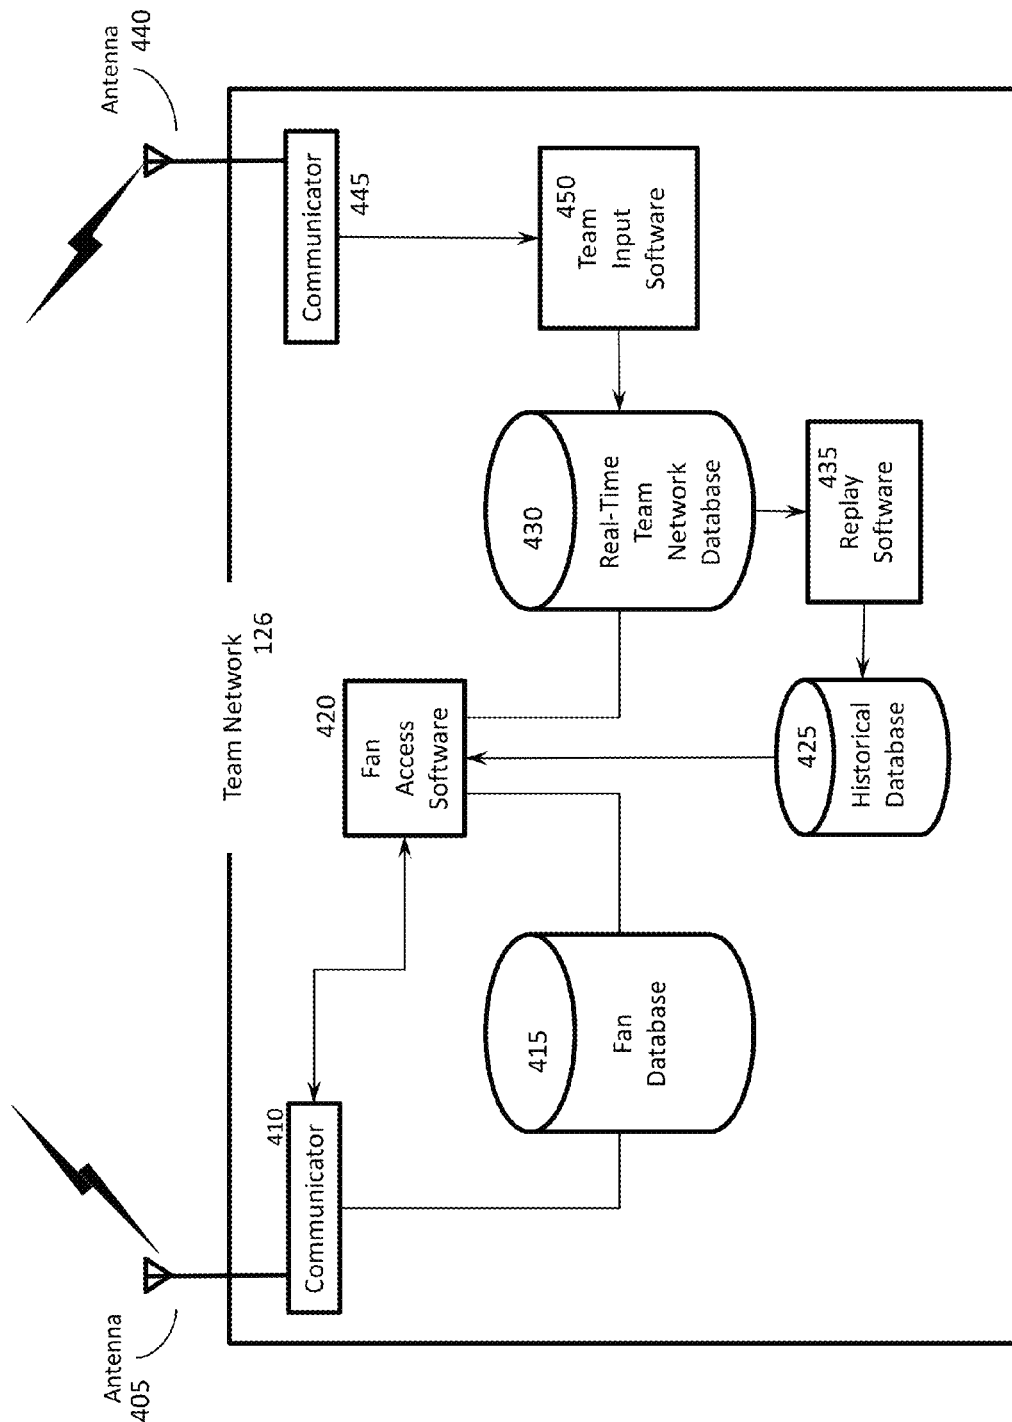 Antenna
405
Antenna
440
Team Network
126
410
Communicator
420
Fan
Access
Software
Communicator
445
415
Fan
Database
430
Real-Time
Team
Network
Database
450
Team
Input
Software
425
Historical
Database
435
Replay
Software